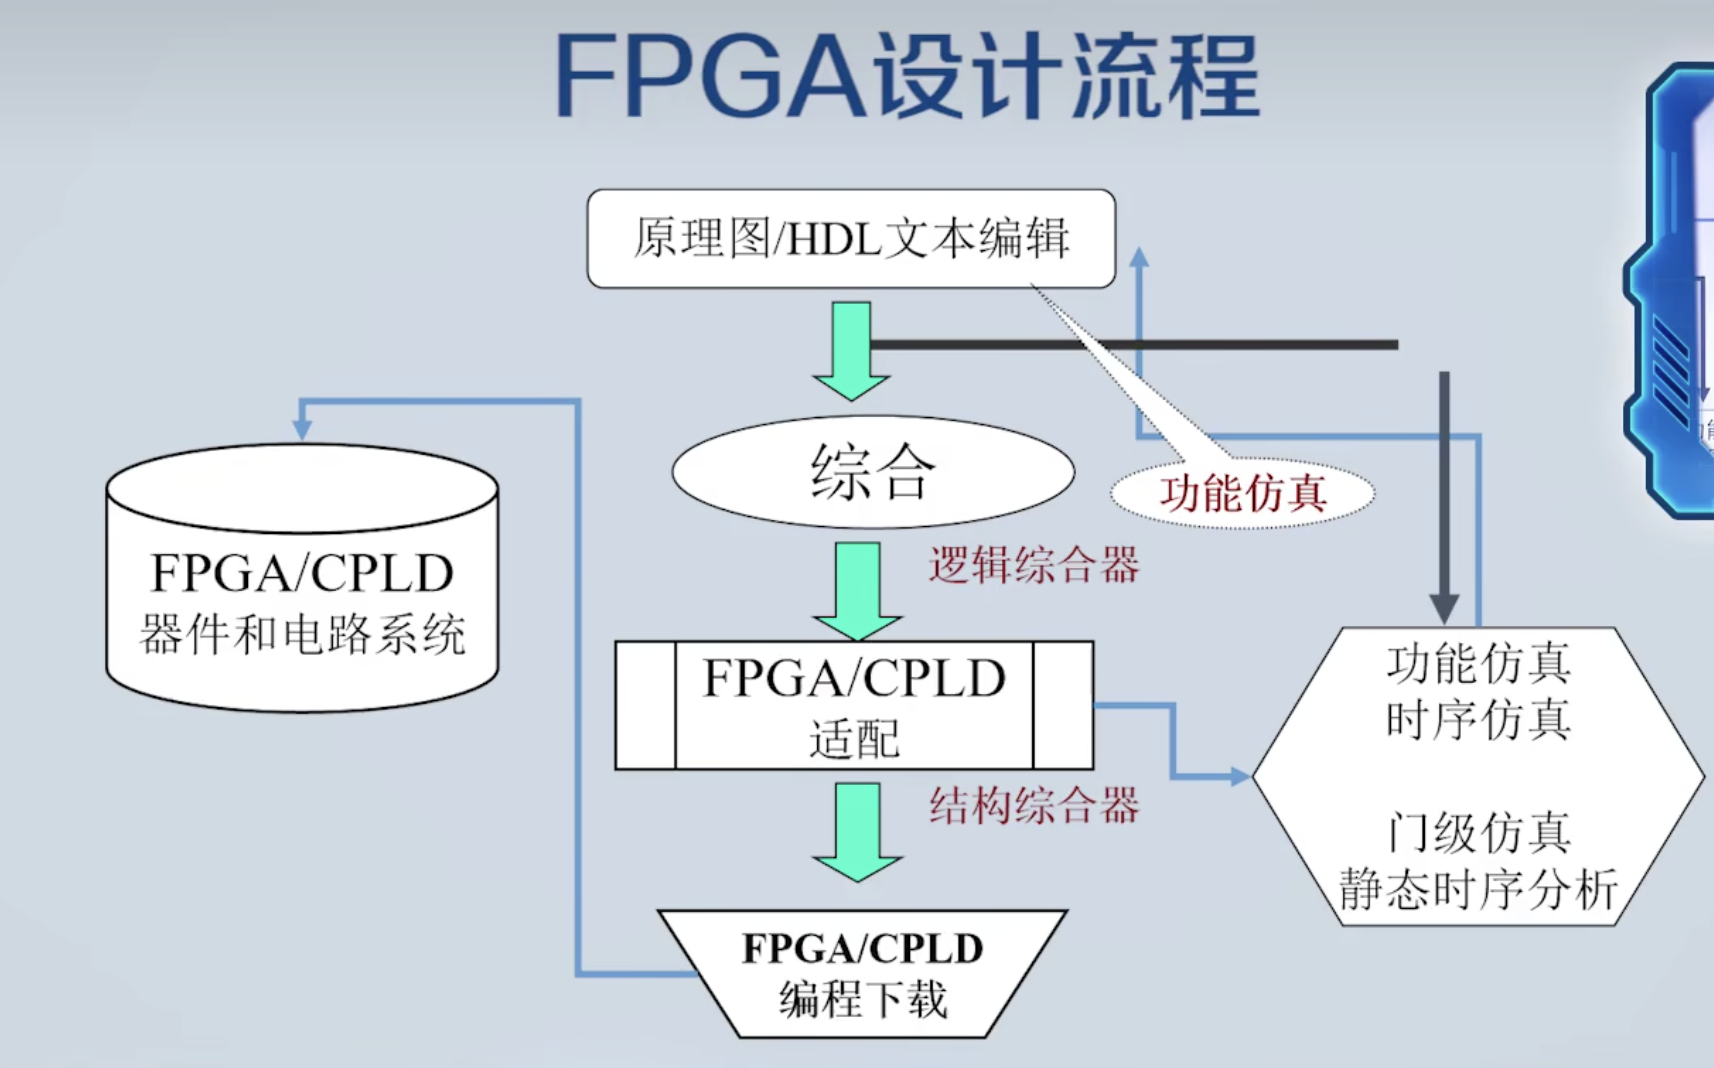 FPGA设计流程
原理图/HDL文本编辑
综合
功能仿真
逻辑综合器
FPGA/CPLD
器件和电路系统
FPGA/CPLD
适配
结构综合器
功能仿真
时序仿真
门级仿真
静态时序分析
FPGA/CPLD
编程下载